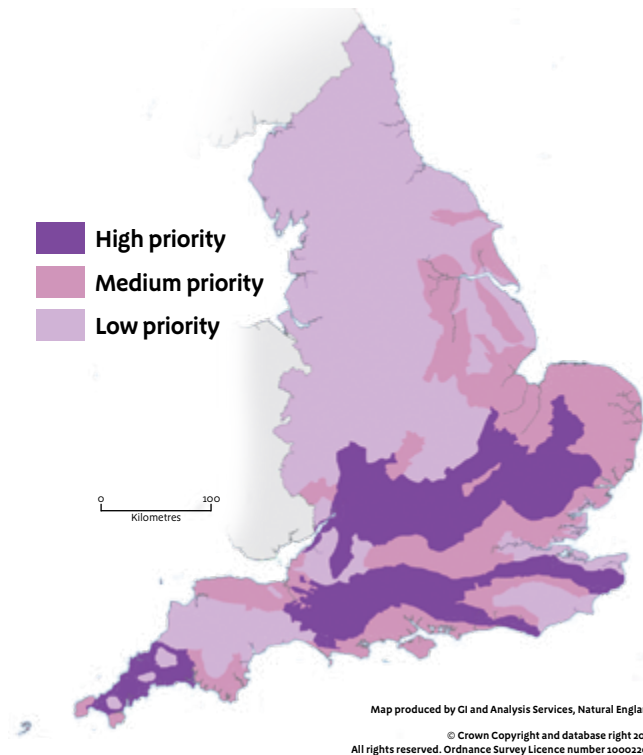 High priority
Medium priority
Low priority
0 100
Kilometres
Map produced by GI and Analysis Services, Natural
© Crown Copyright and database right
All rights reserved. Ordnance Survey Licence number